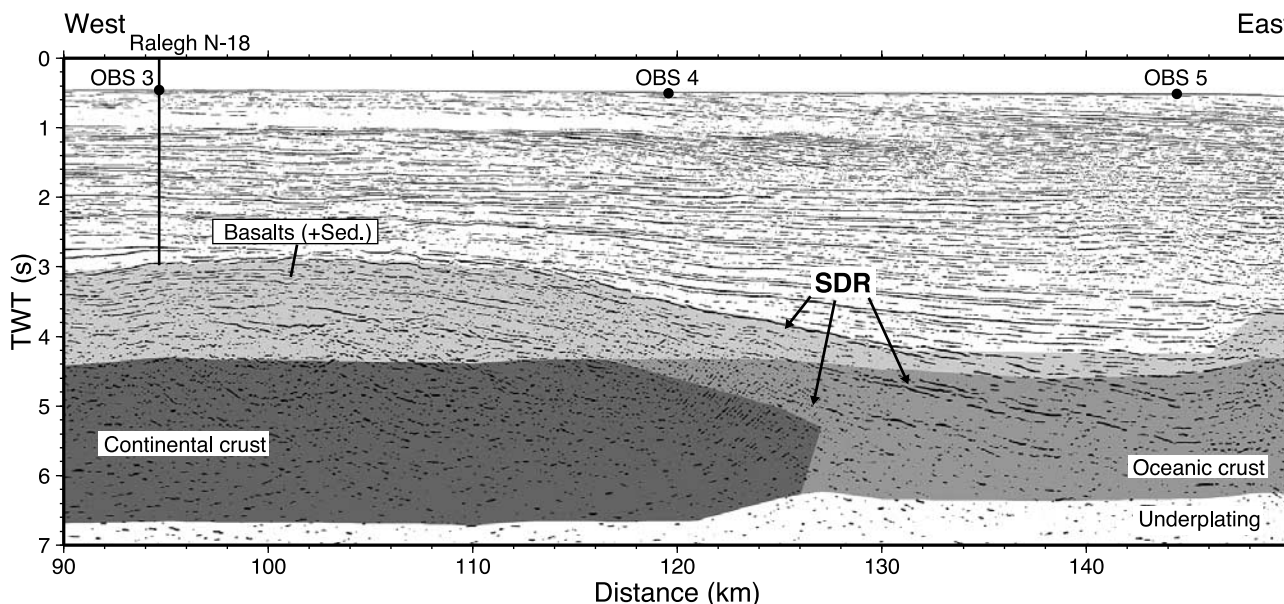 West
East
Ralegh N-18
0
OBS 3
OBS 4
OBS 5
1
2
Basalts (+Sed.)
3
SDR
4
5
Continental crust
Oceanic crust
6
Underplating
7
TWT (s)
90
100
110
120
130
140
Distance (km)